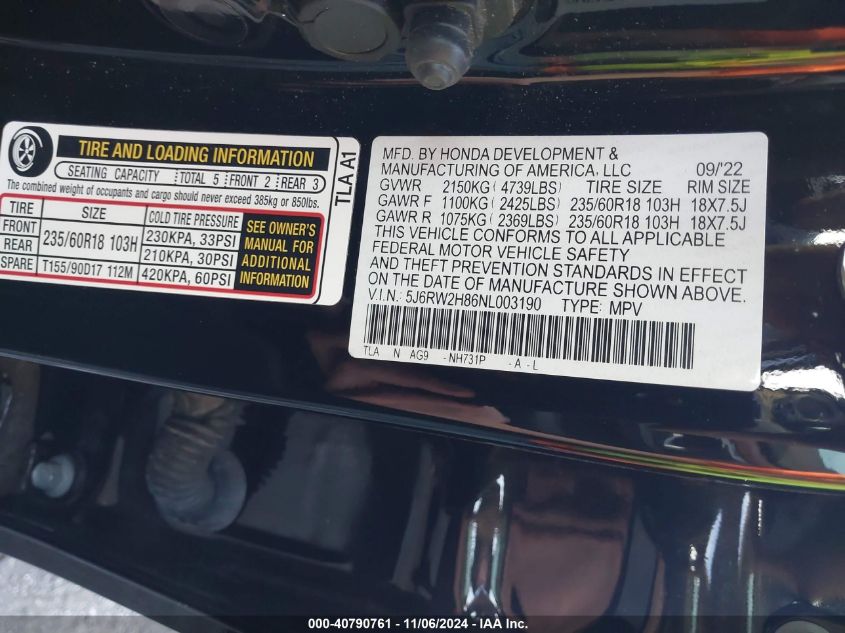 TIRE AND LOADING INFORMATION
SEATING CAPACITY TOTAL 5 FRONT 2 REAR 3
The combined weight of occupants and cargo should never exceed 385kg or 850lbs.
TIRE SIZE COLD TIRE PRESSURE
FRONT 235/60R18 103H 230KPA, 33PSI
REAR 210KPA, 30PSI
SPARE T155/90D17 112M 420KPA, 60PSI
SEE OWNER'S
MANUAL FOR
ADDITIONAL
INFORMATION
TLA A1
MFD. BY HONDA DEVELOPMENT &
MANUFACTURING OF AMERICA, LLC 09/'22
GVWR 2150KG (4739LBS) TIRE SIZE RIM SIZE
GAWR F 1100KG (2425LBS) 235/60R18 103H 18X7.5J
GAWR R 1075KG (2369LBS) 235/60R18 103H 18X7.5J
THIS VEHICLE CONFORMS TO ALL APPLICABLE
FEDERAL MOTOR VEHICLE SAFETY
AND THEFT PREVENTION STANDARDS IN EFFECT
ON THE DATE OF MANUFACTURE SHOWN ABOVE.
V.I.N.: 5J6RW2H86NL003190 TYPE: MPV
TLA N AG9 -NH731P -A-L
000-40790761 - 11/06/2024 - IAA Inc.